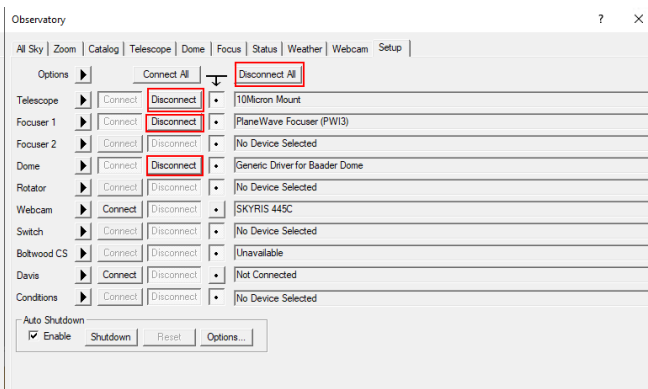 Observatory ? ×
All Sky | Zoom | Catalog | Telescope | Dome | Focus | Status | Weather | Webcam Setup
Options Connect All Disconnect All
Telescope Connect Disconnect 10Micron Mount
Focuser 1 Connect Disconnect PlaneWave Focuser (PWI3)
Focuser 2 Connect Disconnect No Device Selected
Dome Connect Disconnect Generic Driver for Baader Dome
Rotator Connect Disconnect No Device Selected
Webcam Connect Disconnect SKYRIS 445C
Switch Connect Disconnect No Device Selected
Boltwood CS Connect Disconnect Unavailable
Davis Connect Disconnect Not Connected
Conditions Connect Disconnect No Device Selected
Auto Shutdown
Enable Shutdown Reset Options...